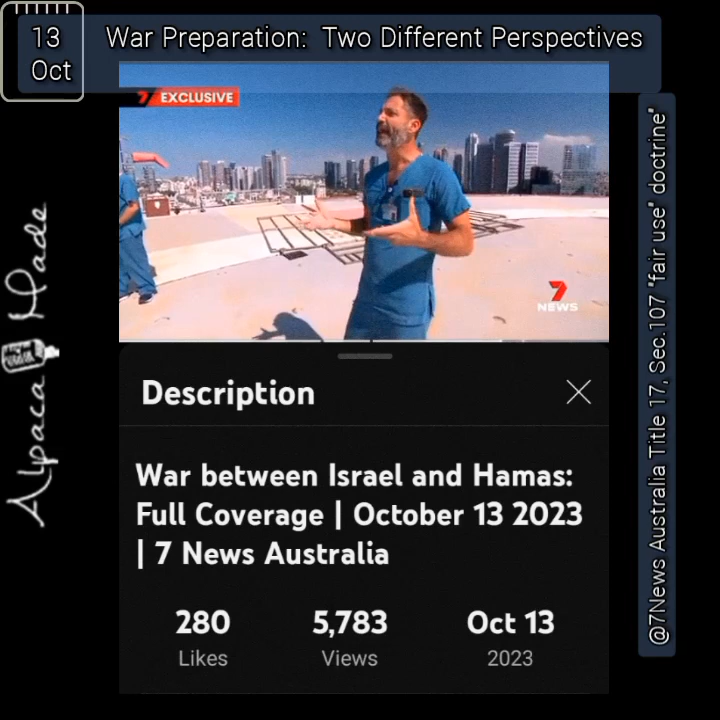 13
Oct
War Preparation: Two Different Perspectives
7 EXCLUSIVE
7
NEWS
Alpaca Made
@7News Australia Title 17, Sec.107 "fair use" doctrine"
Description
War between Israel and Hamas:
Full Coverage | October 13 2023
| 7 News Australia
280 5,783 Oct 13
Likes Views 2023